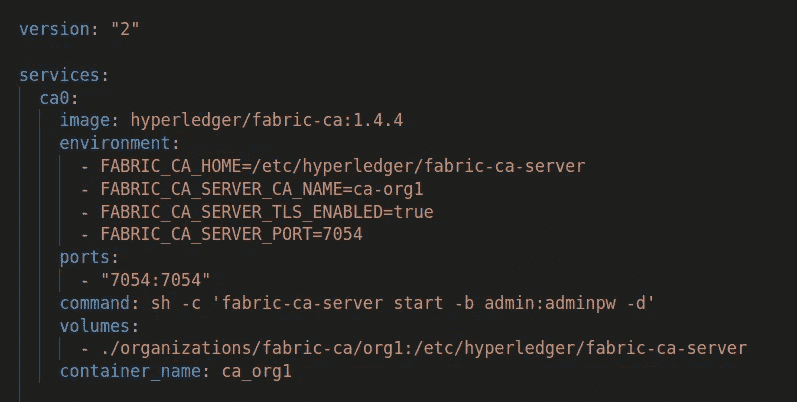 version: "2"
services:
ca0:
image: hyperledger/fabric-ca:1.4.4
environment:
- FABRIC_CA_HOME=/etc/hyperledger/fabric-ca-server
- FABRIC_CA_SERVER_CA_NAME=ca-org1
- FABRIC_CA_SERVER_TLS_ENABLED=true
- FABRIC_CA_SERVER_PORT=7054
ports:
- "7054:7054"
command: sh -c 'fabric-ca-server start -b admin:adminpw -d'
volumes:
- ./organizations/fabric-ca/org1:/etc/hyperledger/fabric-ca-server
container_name: ca_org1